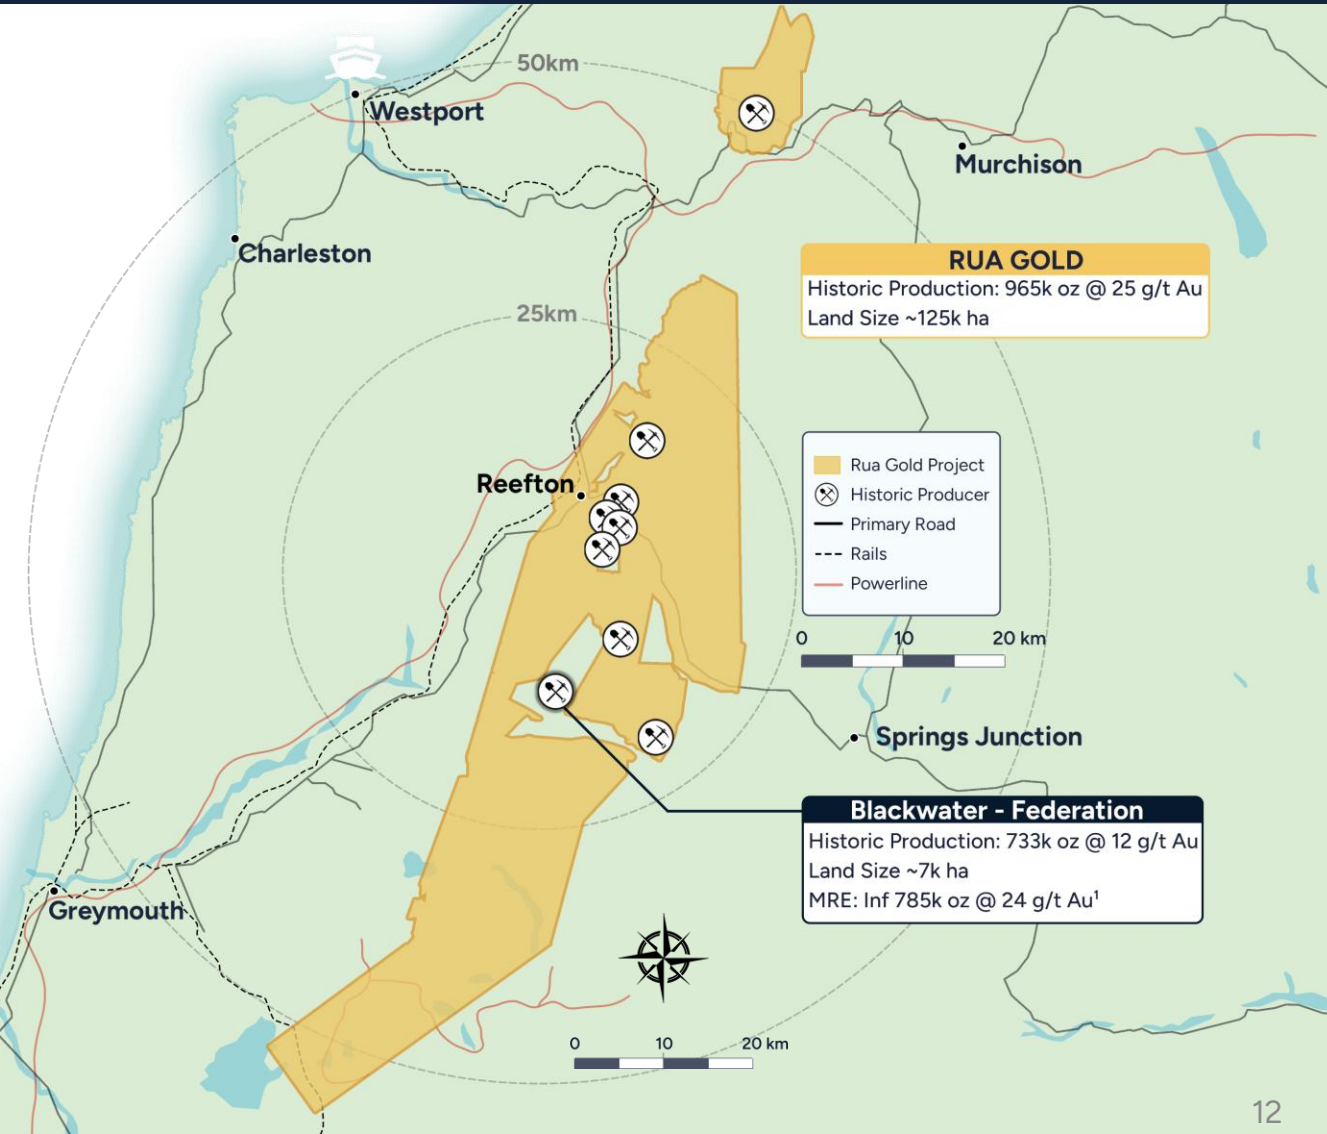 50km
Westport
Murchison
Charleston
RUA GOLD
Historic Production: 965k oz @ 25 g/t Au
Land Size ~125k ha
25km
Rua Gold Project
Reefton
Historic Producer
Primary Road
Rails
Powerline
0 10 20 km
Springs Junction
Blackwater - Federation
Historic Production: 733k oz @ 12 g/t Au
Land Size ~7k ha
MRE: Inf 785k oz @ 24 g/t Au¹
Greymouth
0 10 20 km
12